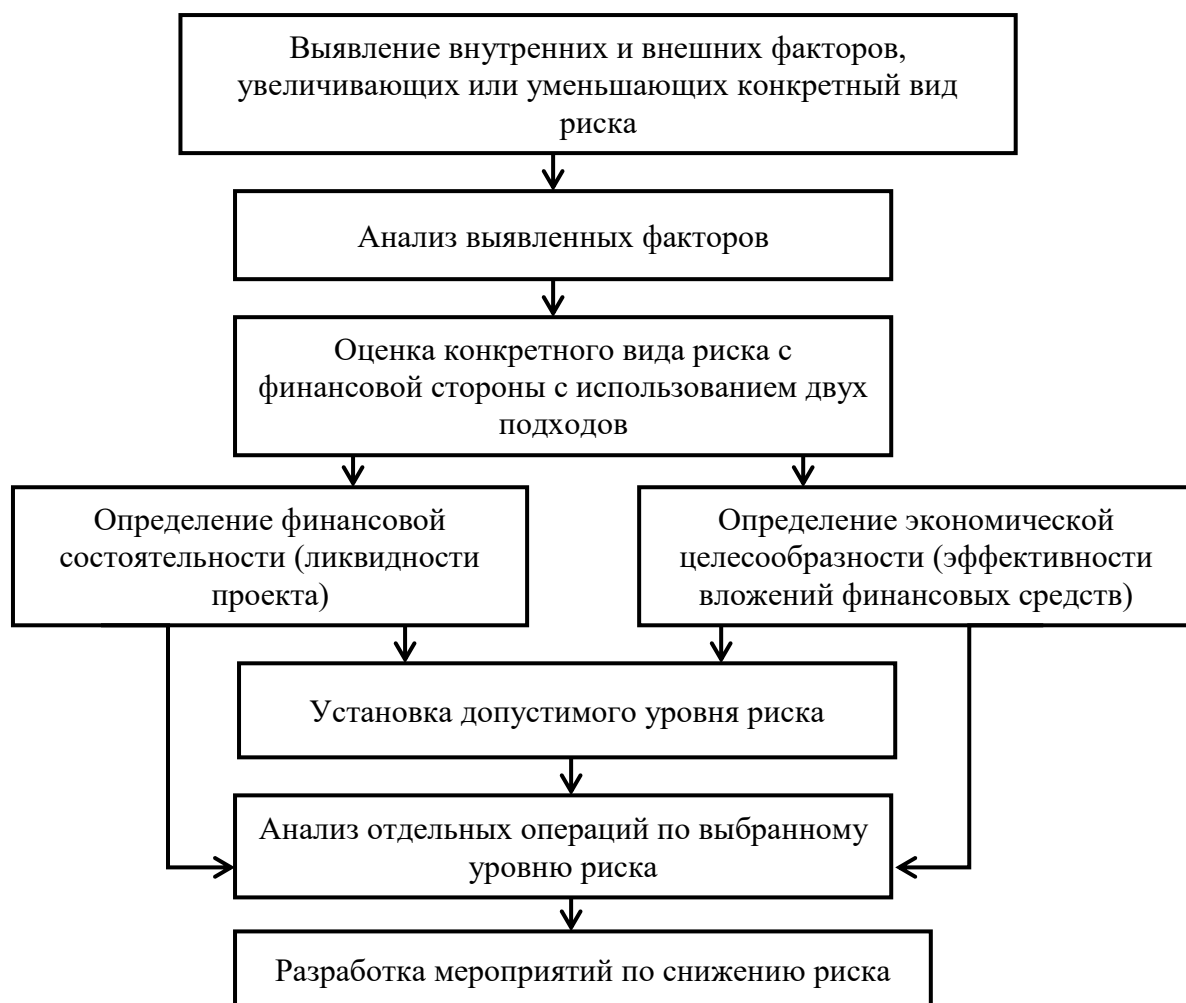 Выявление внутренних и внешних факторов,
увеличивающих или уменьшающих конкретный вид
риска
Анализ выявленных факторов
Оценка конкретного вида риска с
финансовой стороны с использованием двух
подходов
Определение финансовой
состоятельности (ликвидности
проекта)
Определение экономической
целесообразности (эффективности
вложений финансовых средств)
Установка допустимого уровня риска
Анализ отдельных операций по выбранному
уровню риска
Разработка мероприятий по снижению риска